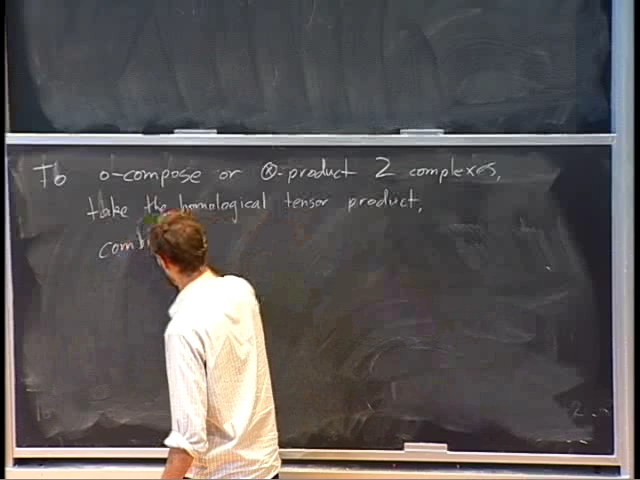 To o-compose or ⊗-product 2 complexes,
take the homological tensor product,
comb